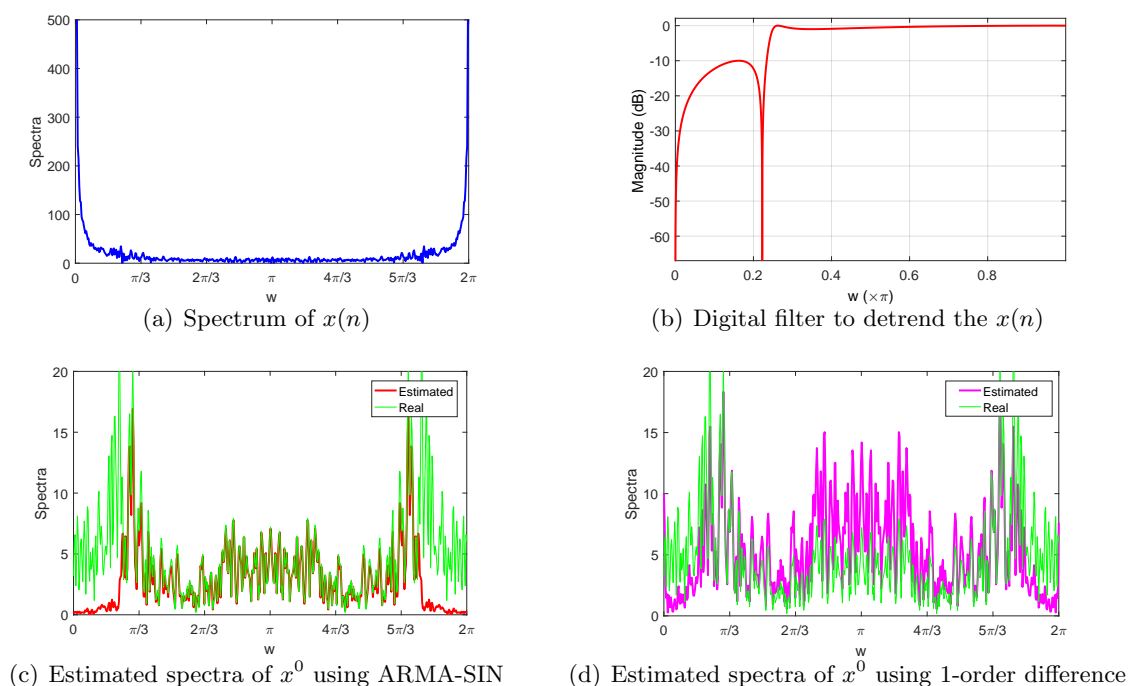 500
400
300
200
100
0
Spectra
0
π/3
2π/3
π
4π/3
5π/3
2π
w
(a) Spectrum of x(n)
0
-10
-20
-30
-40
-50
-60
Magnitude (dB)
0
0.2
0.4
0.6
0.8
w (×π)
(b) Digital filter to detrend the x(n)
20
15
10
5
0
Spectra
Estimated
Real
0
π/3
2π/3
π
4π/3
5π/3
2π
w
(c) Estimated spectra of x⁰ using ARMA-SIN
20
15
10
5
0
Spectra
Estimated
Real
0
π/3
2π/3
π
4π/3
5π/3
2π
w
(d) Estimated spectra of x⁰ using 1-order difference